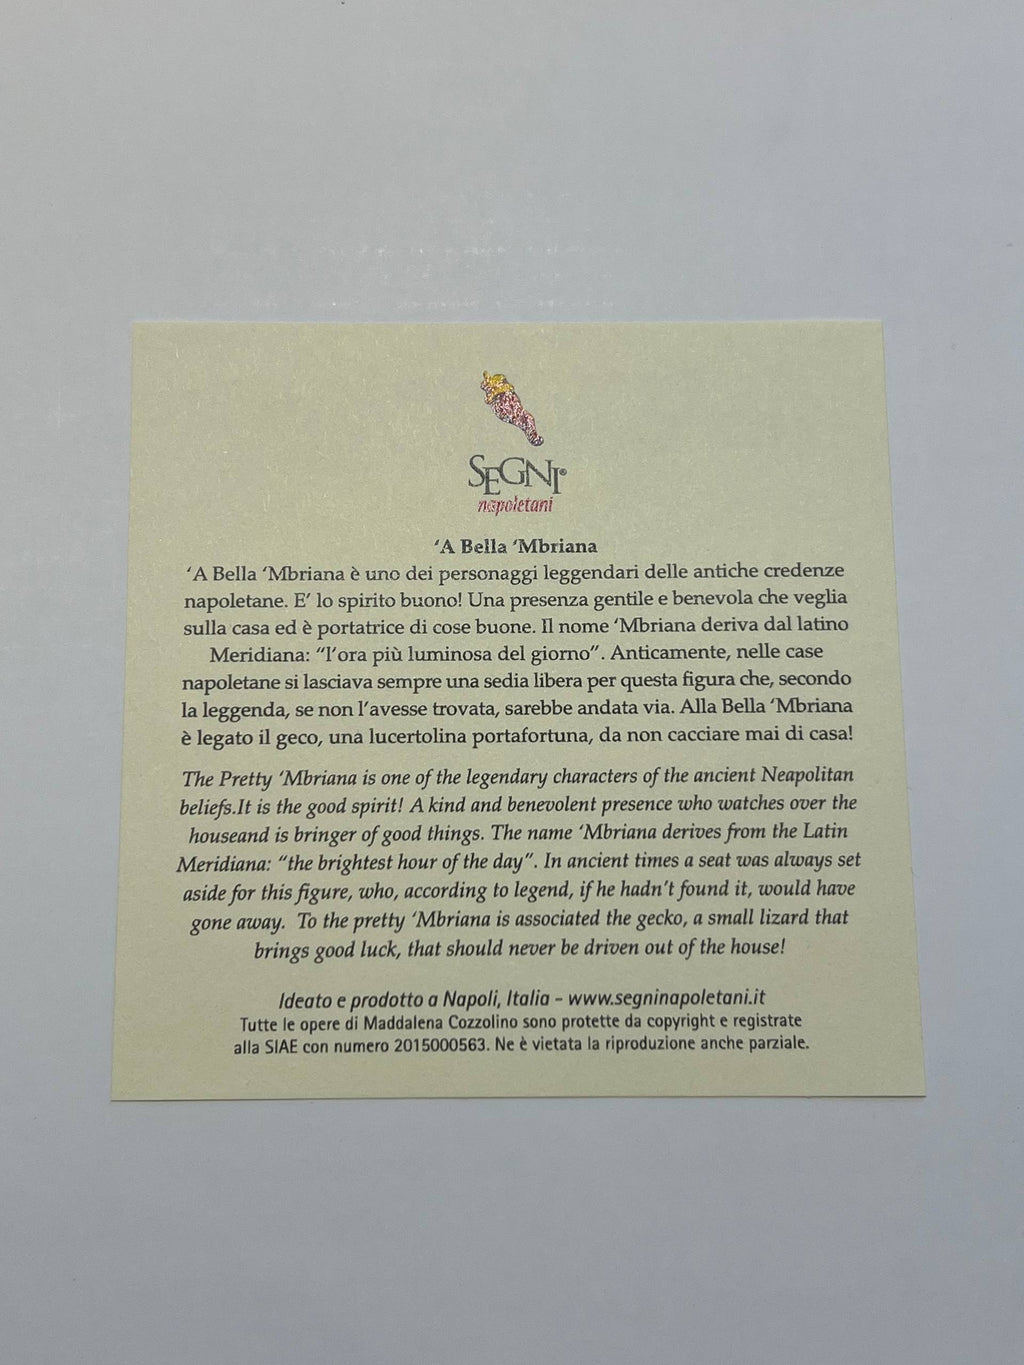 SEGNI®
napoletani
‘A Bella ‘Mbriana
‘A Bella ‘Mbriana è uno dei personaggi leggendari delle antiche credenze
napoletane. E’ lo spirito buono! Una presenza gentile e benevola che veglia
sulla casa ed è portatrice di cose buone. Il nome ‘Mbriana deriva dal latino
Meridiana: “l’ora più luminosa del giorno”. Anticamente, nelle case
napoletane si lasciava sempre una sedia libera per questa figura che, secondo
la leggenda, se non l’avesse trovata, sarebbe andata via. Alla Bella ‘Mbriana
è legato il geco, una lucertolina portafortuna, da non cacciare mai di casa!
The Pretty ‘Mbriana is one of the legendary characters of the ancient Neapolitan
beliefs.It is the good spirit! A kind and benevolent presence who watches over the
houseand is bringer of good things. The name ‘Mbriana derives from the Latin
Meridiana: “the brightest hour of the day”. In ancient times a seat was always set
aside for this figure, who, according to legend, if he hadn’t found it, would have
gone away. To the pretty ‘Mbriana is associated the gecko, a small lizard that
brings good luck, that should never be driven out of the house!
Ideato e prodotto a Napoli, Italia - www.segninapoletani.it
Tutte le opere di Maddalena Cozzolino sono protette da copyright e registrate
alla SIAE con numero 2015000563. Ne è vietata la riproduzione anche parziale.